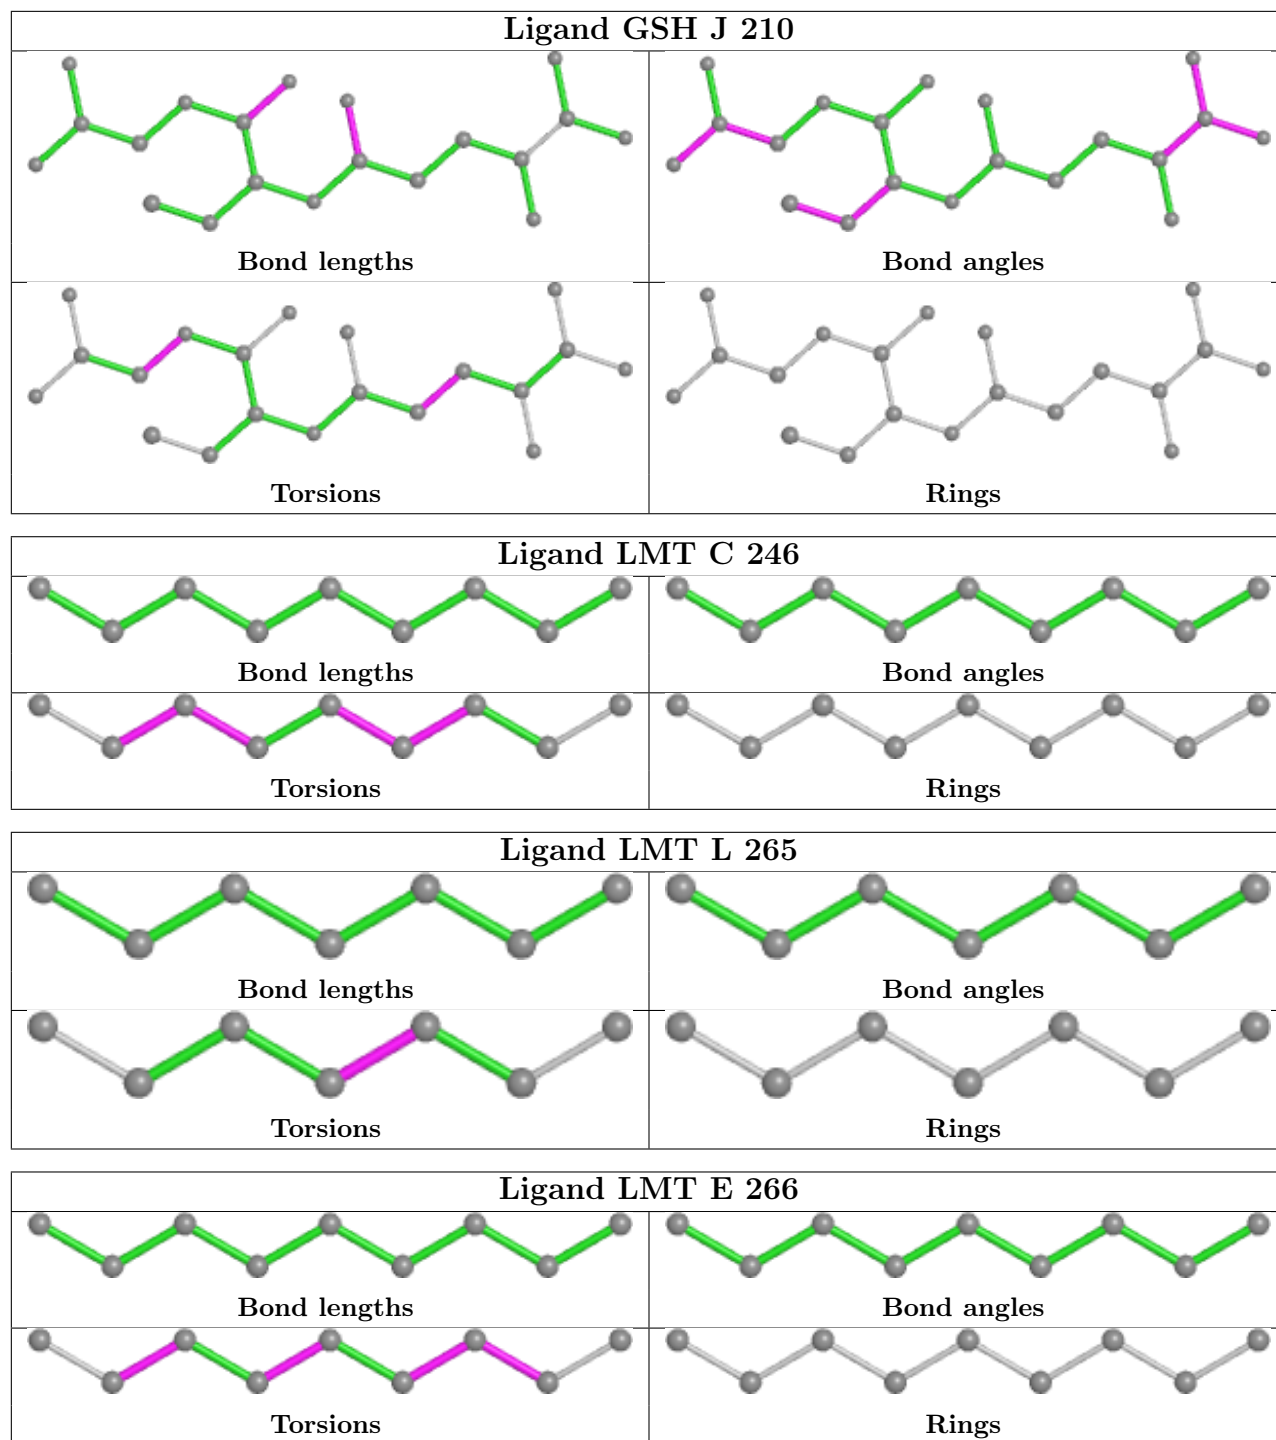 Ligand GSH J 210
Bond lengths
Bond angles
Torsions
Rings
Ligand LMT C 246
Bond lengths
Bond angles
Torsions
Rings
Ligand LMT L 265
Bond lengths
Bond angles
Torsions
Rings
Ligand LMT E 266
Bond lengths
Bond angles
Torsions
Rings